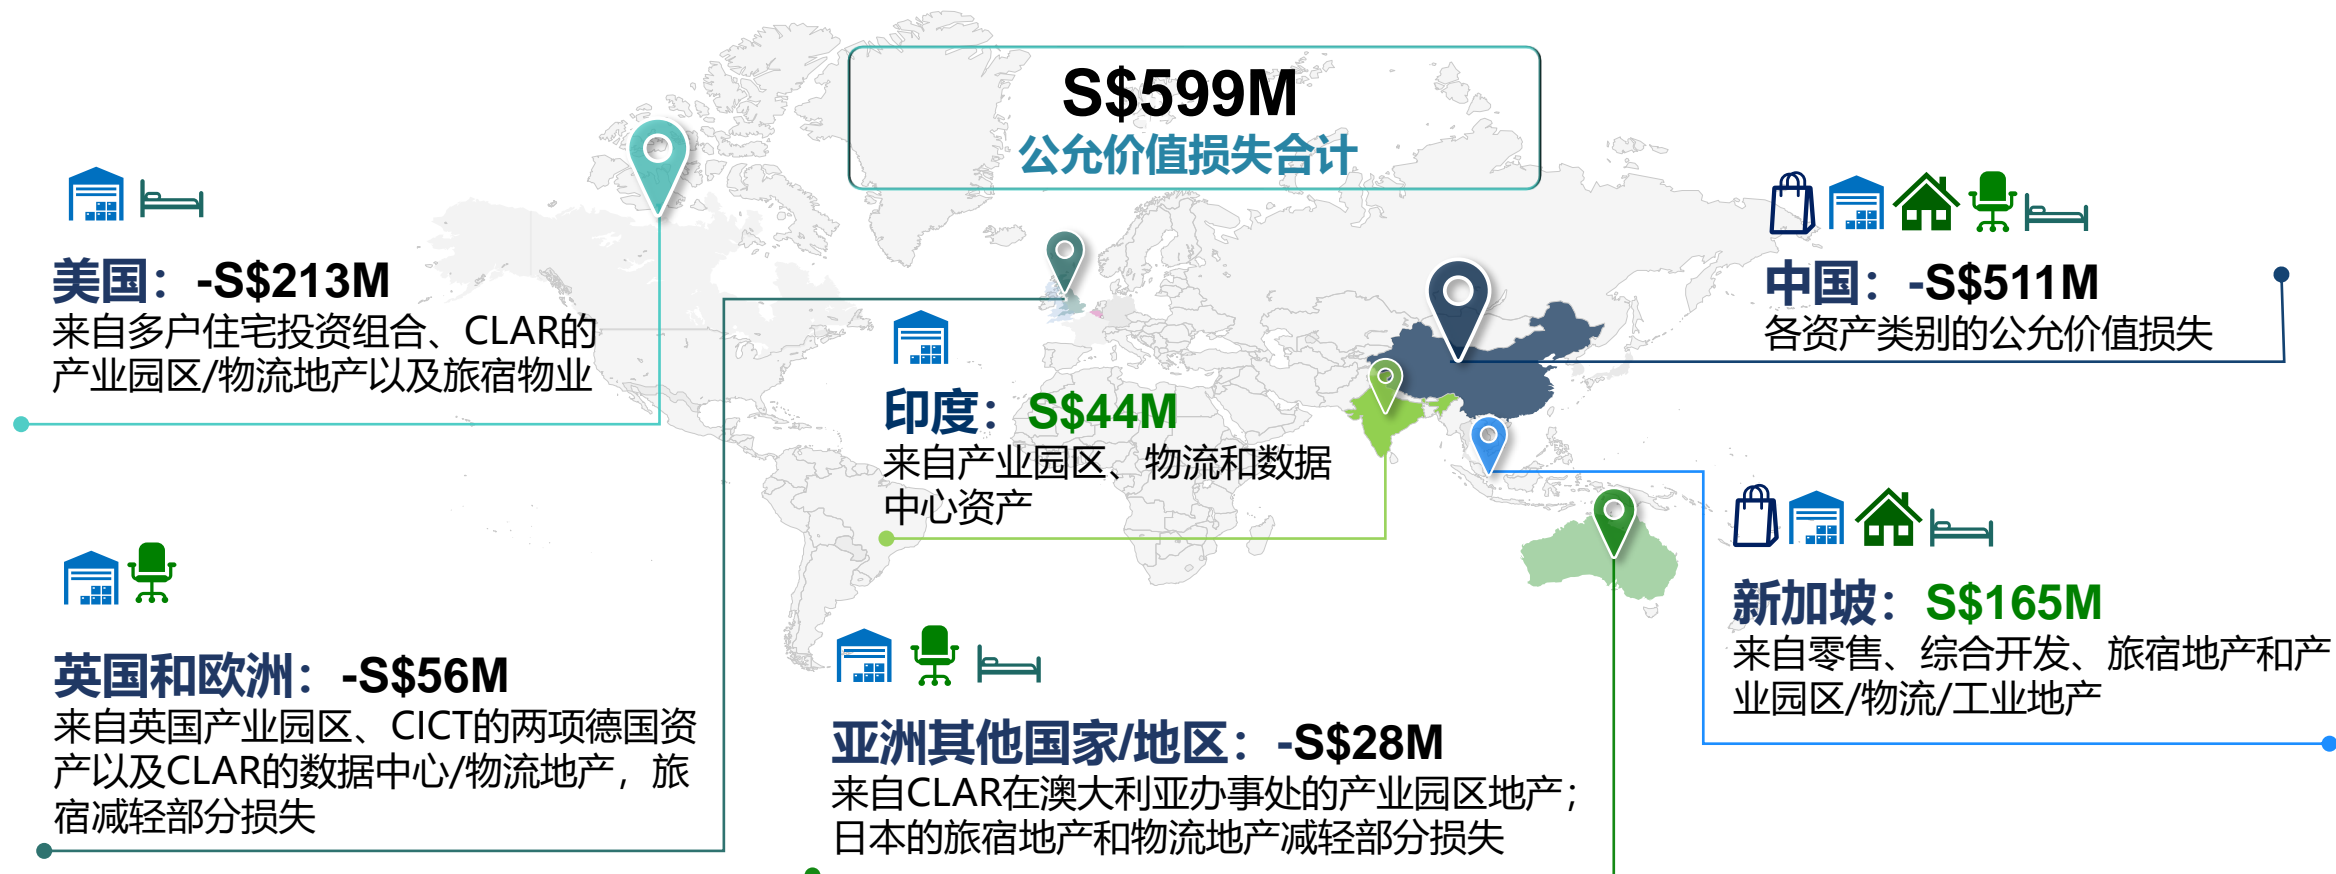 S$599M
公允价值损失合计
美国：-S$213M
来自多户住宅投资组合、CLAR的
产业园区/物流地产以及旅宿物业
中国：-S$511M
各资产类别的公允价值损失
印度：S$44M
来自产业园区、物流和数据
中心资产
新加坡：S$165M
来自零售、综合开发、旅宿地产和产
业园区/物流/工业地产
英国和欧洲：-S$56M
来自英国产业园区、CICT的两项德国资
产以及CLAR的数据中心/物流地产，旅
宿减轻部分损失
亚洲其他国家/地区：-S$28M
来自CLAR在澳大利亚办事处的产业园区地产；
日本的旅宿地产和物流地产减轻部分损失